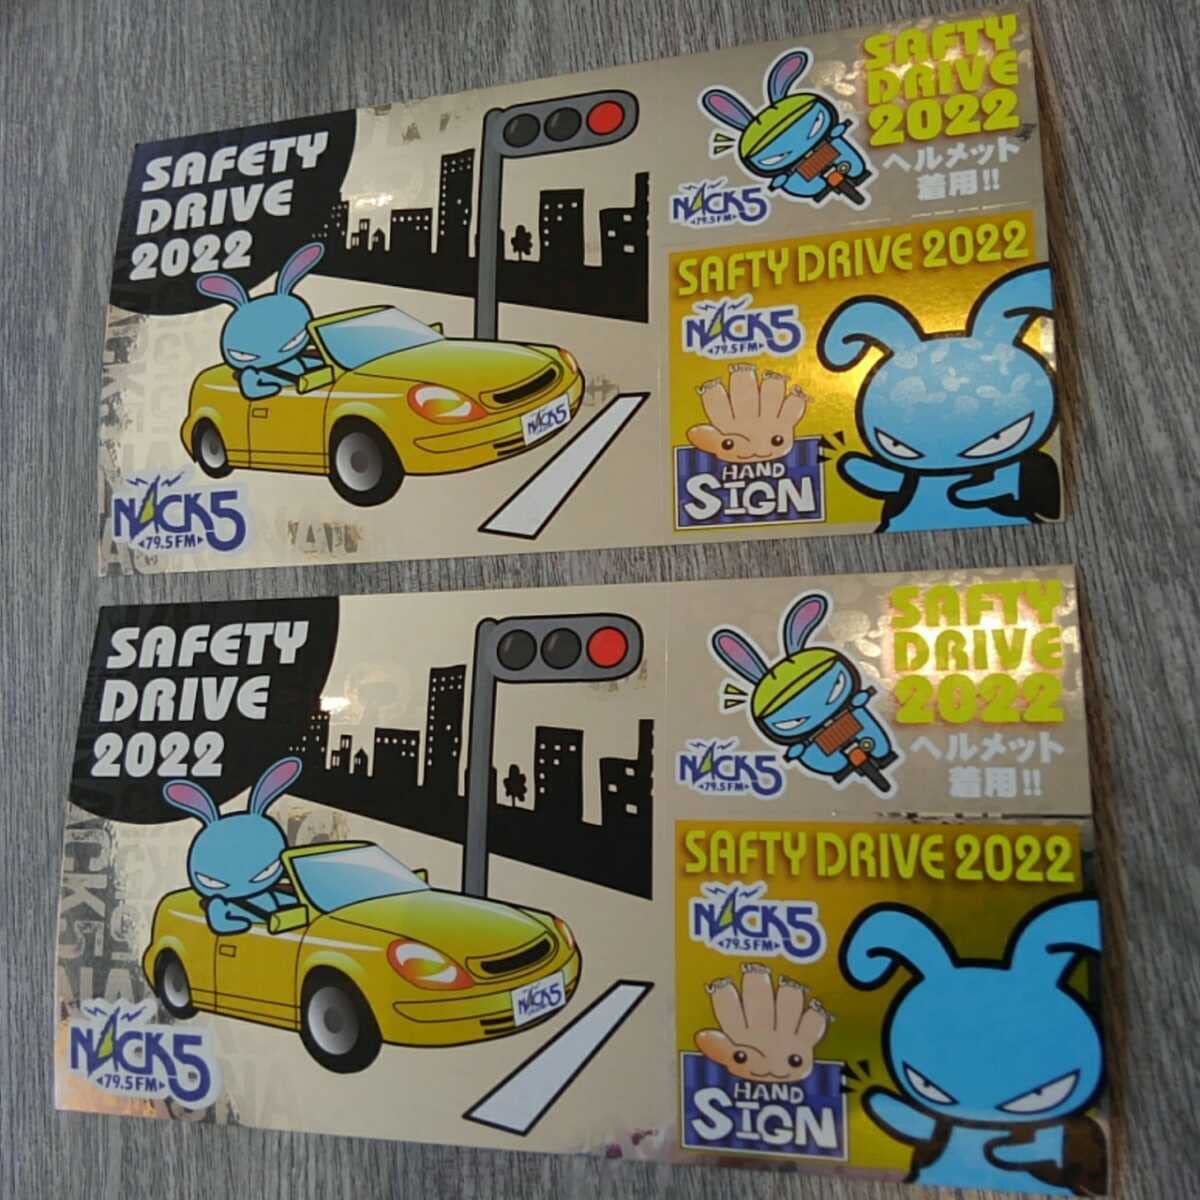 SAFETY
DRIVE
2022
NACK5
79.5FM
NACK5
SAFTY
DRIVE
2022
ヘルメット
着用!!
NACK5
79.5FM
SAFTY DRIVE 2022
NACK5
79.5FM
HAND
SIGN
SAFETY
DRIVE
2022
NACK5
79.5FM
NACK5
SAFTY
DRIVE
2022
ヘルメット
着用!!
NACK5
79.5FM
SAFTY DRIVE 2022
NACK5
79.5FM
HAND
SIGN